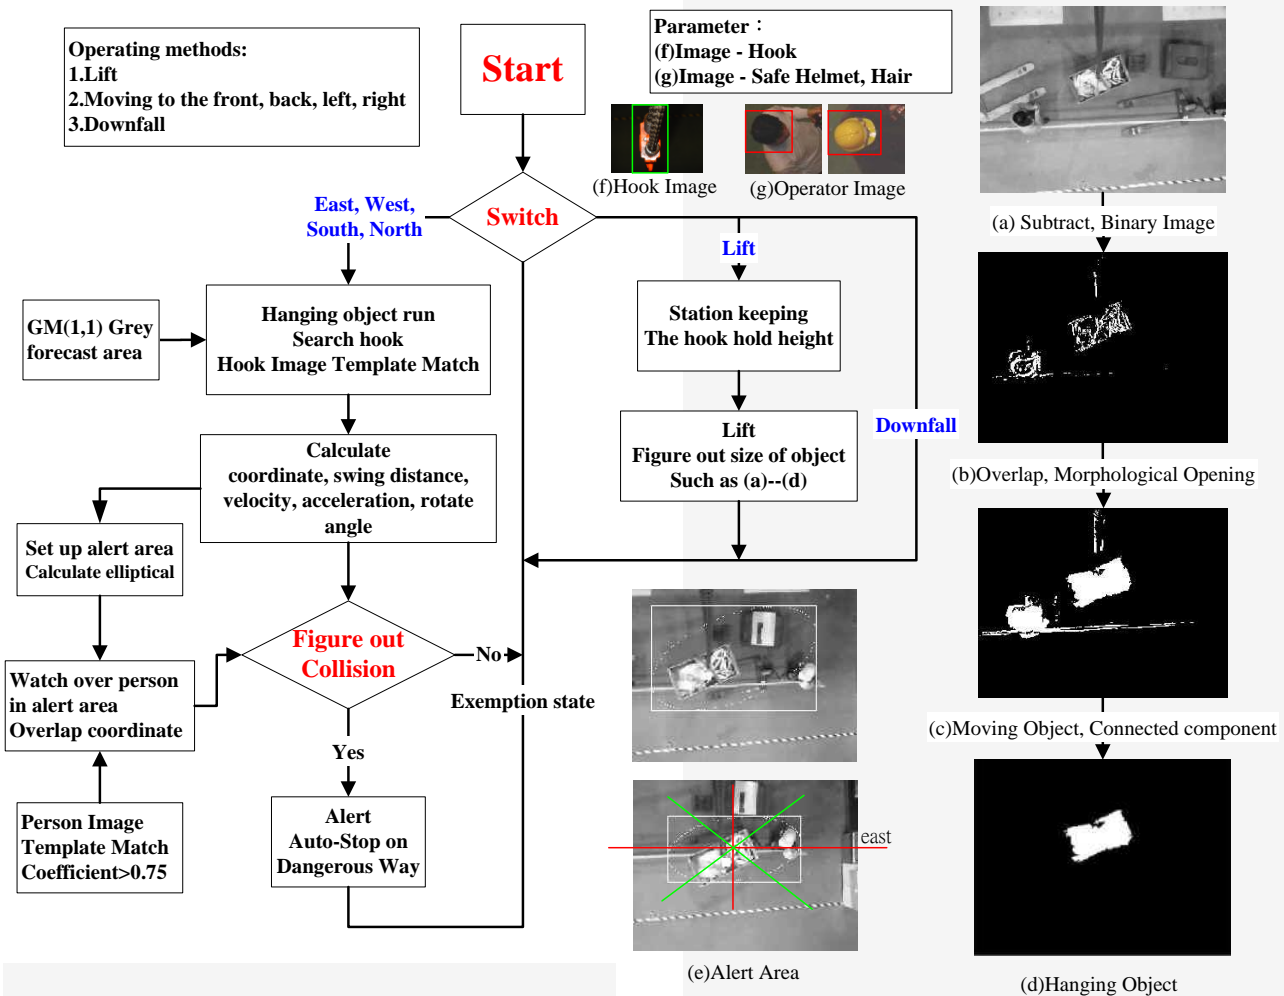 Operating methods:
1.Lift
2.Moving to the front, back, left, right
3.Downfall
Start
Parameter：
(f)Image - Hook
(g)Image - Safe Helmet, Hair
(f)Hook Image
(g)Operator Image
(a) Subtract, Binary Image
East, West,
South, North
Switch
Lift
GM(1,1) Grey
forecast area
Hanging object run
Search hook
Hook Image Template Match
Station keeping
The hook hold height
Downfall
Lift
Figure out size of object
Such as (a)--(d)
(b)Overlap, Morphological Opening
Calculate
coordinate, swing distance,
velocity, acceleration, rotate
angle
Set up alert area
Calculate elliptical
Figure out
Collision
No
Exemption state
Watch over person
in alert area
Overlap coordinate
Yes
(c)Moving Object, Connected component
Person Image
Template Match
Coefficient>0.75
Alert
Auto-Stop on
Dangerous Way
east
(e)Alert Area
(d)Hanging Object